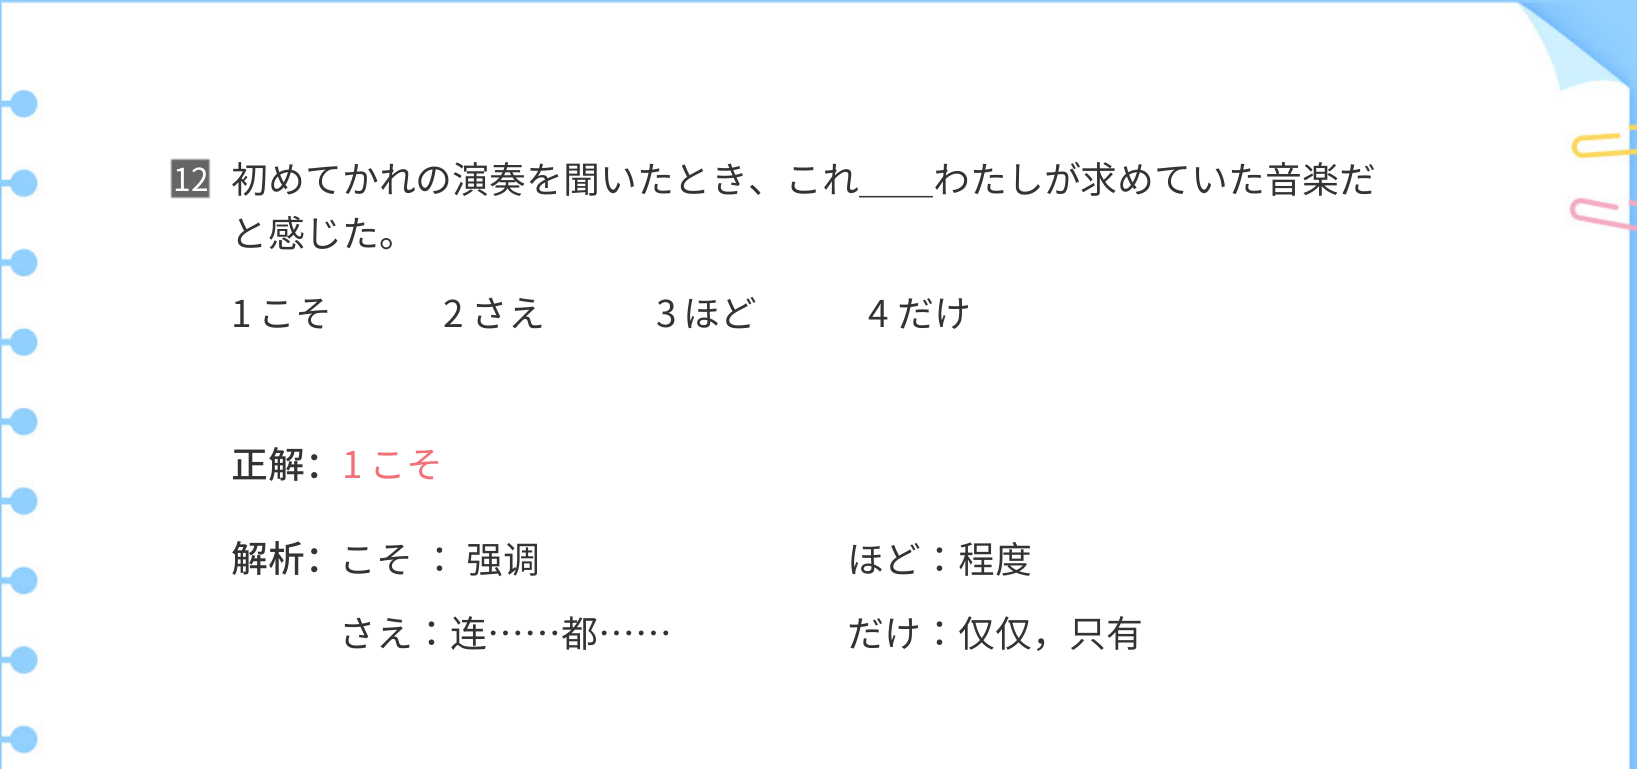 12 初めてかれの演奏を聞いたとき、これ____わたしが求めていた音楽だ
と感じた。
1 こそ 2 さえ 3 ほど 4 だけ
正解：1 こそ
解析：こそ ： 强调 ほど：程度
さえ：连……都…… だけ：仅仅，只有